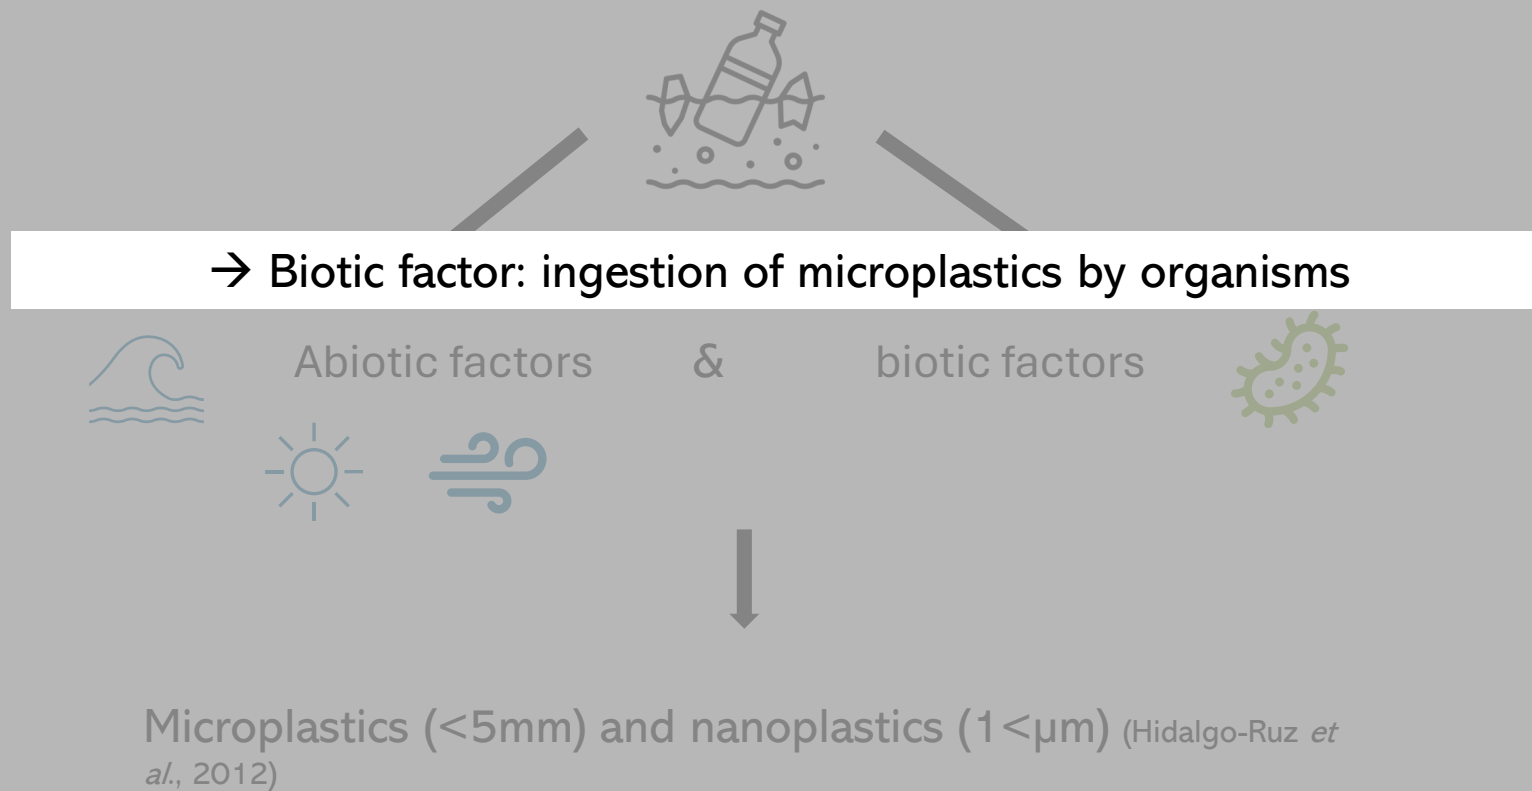 → Biotic factor: ingestion of microplastics by organisms
Abiotic factors & biotic factors
Microplastics (<5mm) and nanoplastics (1<µm) (Hidalgo-Ruz et
al., 2012)